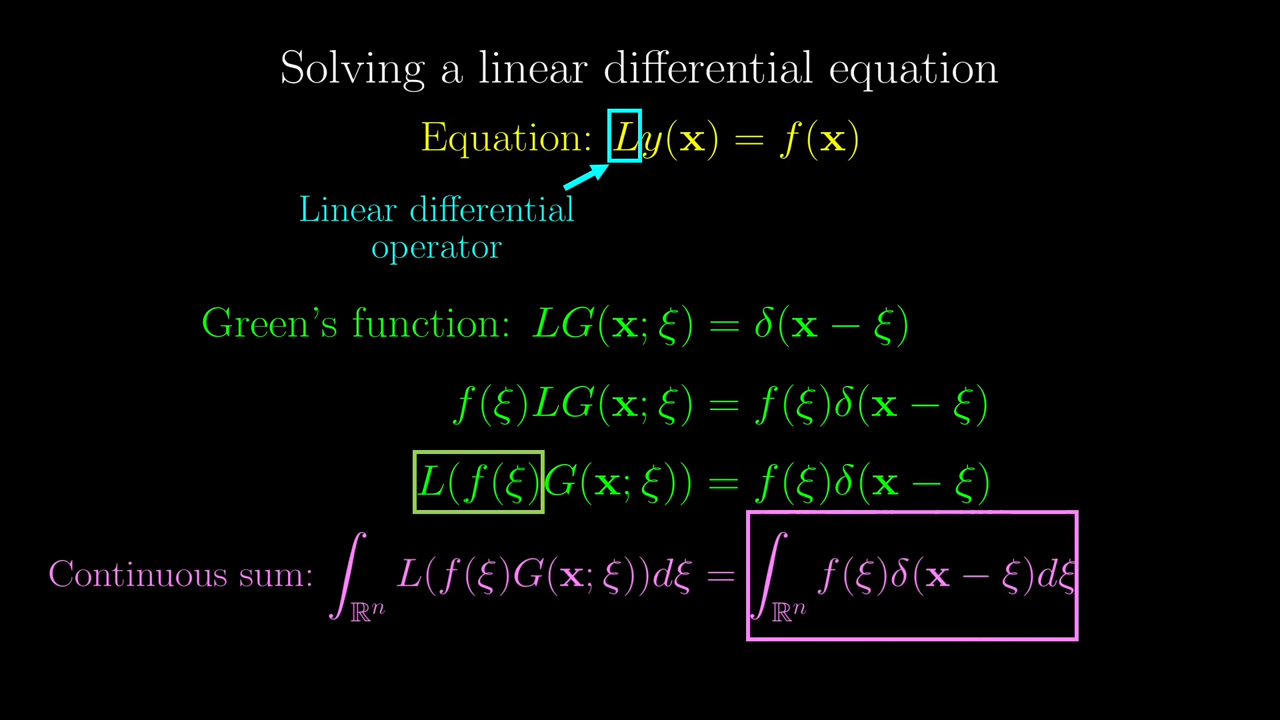 Solving a linear differential equation
Equation: Ly(𝐱) = f(𝐱)
Linear differential
operator
Green's function: LG(𝐱; ξ) = δ(𝐱 − ξ)
f(ξ)LG(𝐱; ξ) = f(ξ)δ(𝐱 − ξ)
L(f(ξ)G(𝐱; ξ)) = f(ξ)δ(𝐱 − ξ)
Continuous sum: ∫_ℝⁿ L(f(ξ)G(𝐱; ξ))dξ = ∫_ℝⁿ f(ξ)δ(𝐱 − ξ)dξ